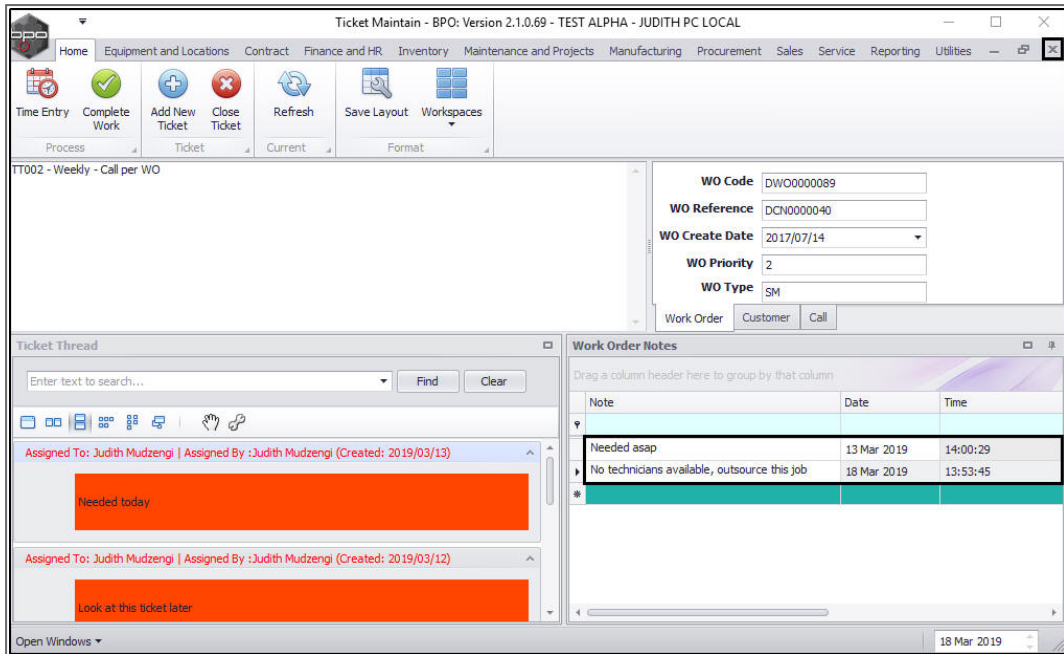 Ticket Maintain - BPO: Version 2.1.0.69 - TEST ALPHA - JUDITH PC LOCAL
bpo
Home Equipment and Locations Contract Finance and HR Inventory Maintenance and Projects Manufacturing Procurement Sales Service Reporting Utilities
Time Entry Complete Work Add New Ticket Close Ticket Refresh Save Layout Workspaces
Process Ticket Current Format
TT002 - Weekly - Call per WO
WO Code DWO0000089
WO Reference DCN0000040
WO Create Date 2017/07/14
WO Priority 2
WO Type SM
Work Order Customer Call
Ticket Thread
Enter text to search... Find Clear
Assigned To: Judith Mudzengi | Assigned By :Judith Mudzengi (Created: 2019/03/13)
Needed today
Assigned To: Judith Mudzengi | Assigned By :Judith Mudzengi (Created: 2019/03/12)
Look at this ticket later
Work Order Notes
Drag a column header here to group by that column
Note Date Time
Needed asap 13 Mar 2019 14:00:29
No technicians available, outsource this job 18 Mar 2019 13:53:45
Open Windows 18 Mar 2019